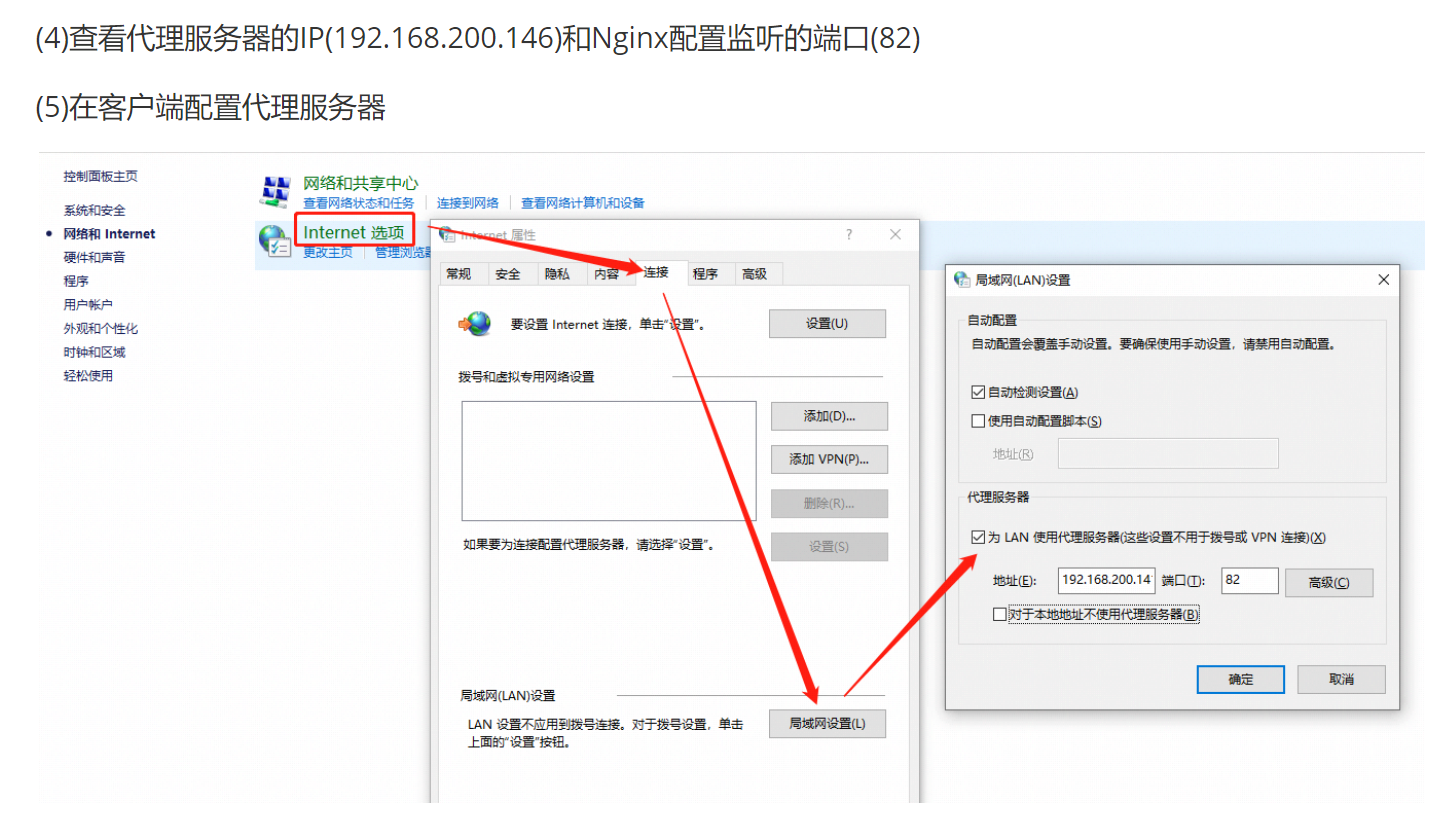 (4)查看代理服务器的IP(192.168.200.146)和Nginx配置监听的端口(82)
(5)在客户端配置代理服务器
控制面板主页
系统和安全
网络和 Internet
硬件和声音
程序
用户帐户
外观和个性化
时钟和区域
轻松使用
网络和共享中心
查看网络状态和任务 连接到网络 查看网络计算机和设备
Internet 选项
更改主页 管理浏览器
Internet 属性
常规 安全 隐私 内容 连接 程序 高级
要设置 Internet 连接，单击“设置”。 设置(U)
拨号和虚拟专用网络设置
添加(D)...
添加 VPN(P)...
删除(R)...
如果要为连接配置代理服务器，请选择“设置”。 设置(S)
局域网(LAN)设置
LAN 设置不应用到拨号连接。对于拨号设置，单击
上面的“设置”按钮。
局域网设置(L)
局域网(LAN)设置
自动配置
自动配置会覆盖手动设置。要确保使用手动设置，请禁用自动配置。
自动检测设置(A)
使用自动配置脚本(S)
地址(R)
代理服务器
为 LAN 使用代理服务器(这些设置不用于拨号或 VPN 连接)(X)
地址(E): 192.168.200.14 端口(T): 82 高级(C)
对于本地地址不使用代理服务器(B)
确定 取消